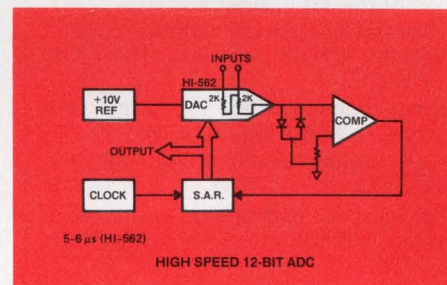 INPUTS
HI-562
+10V
REF
DAC 2K 2K
COMP
OUTPUT
CLOCK
S.A.R.
5-6 µs (HI-562)
HIGH SPEED 12-BIT ADC